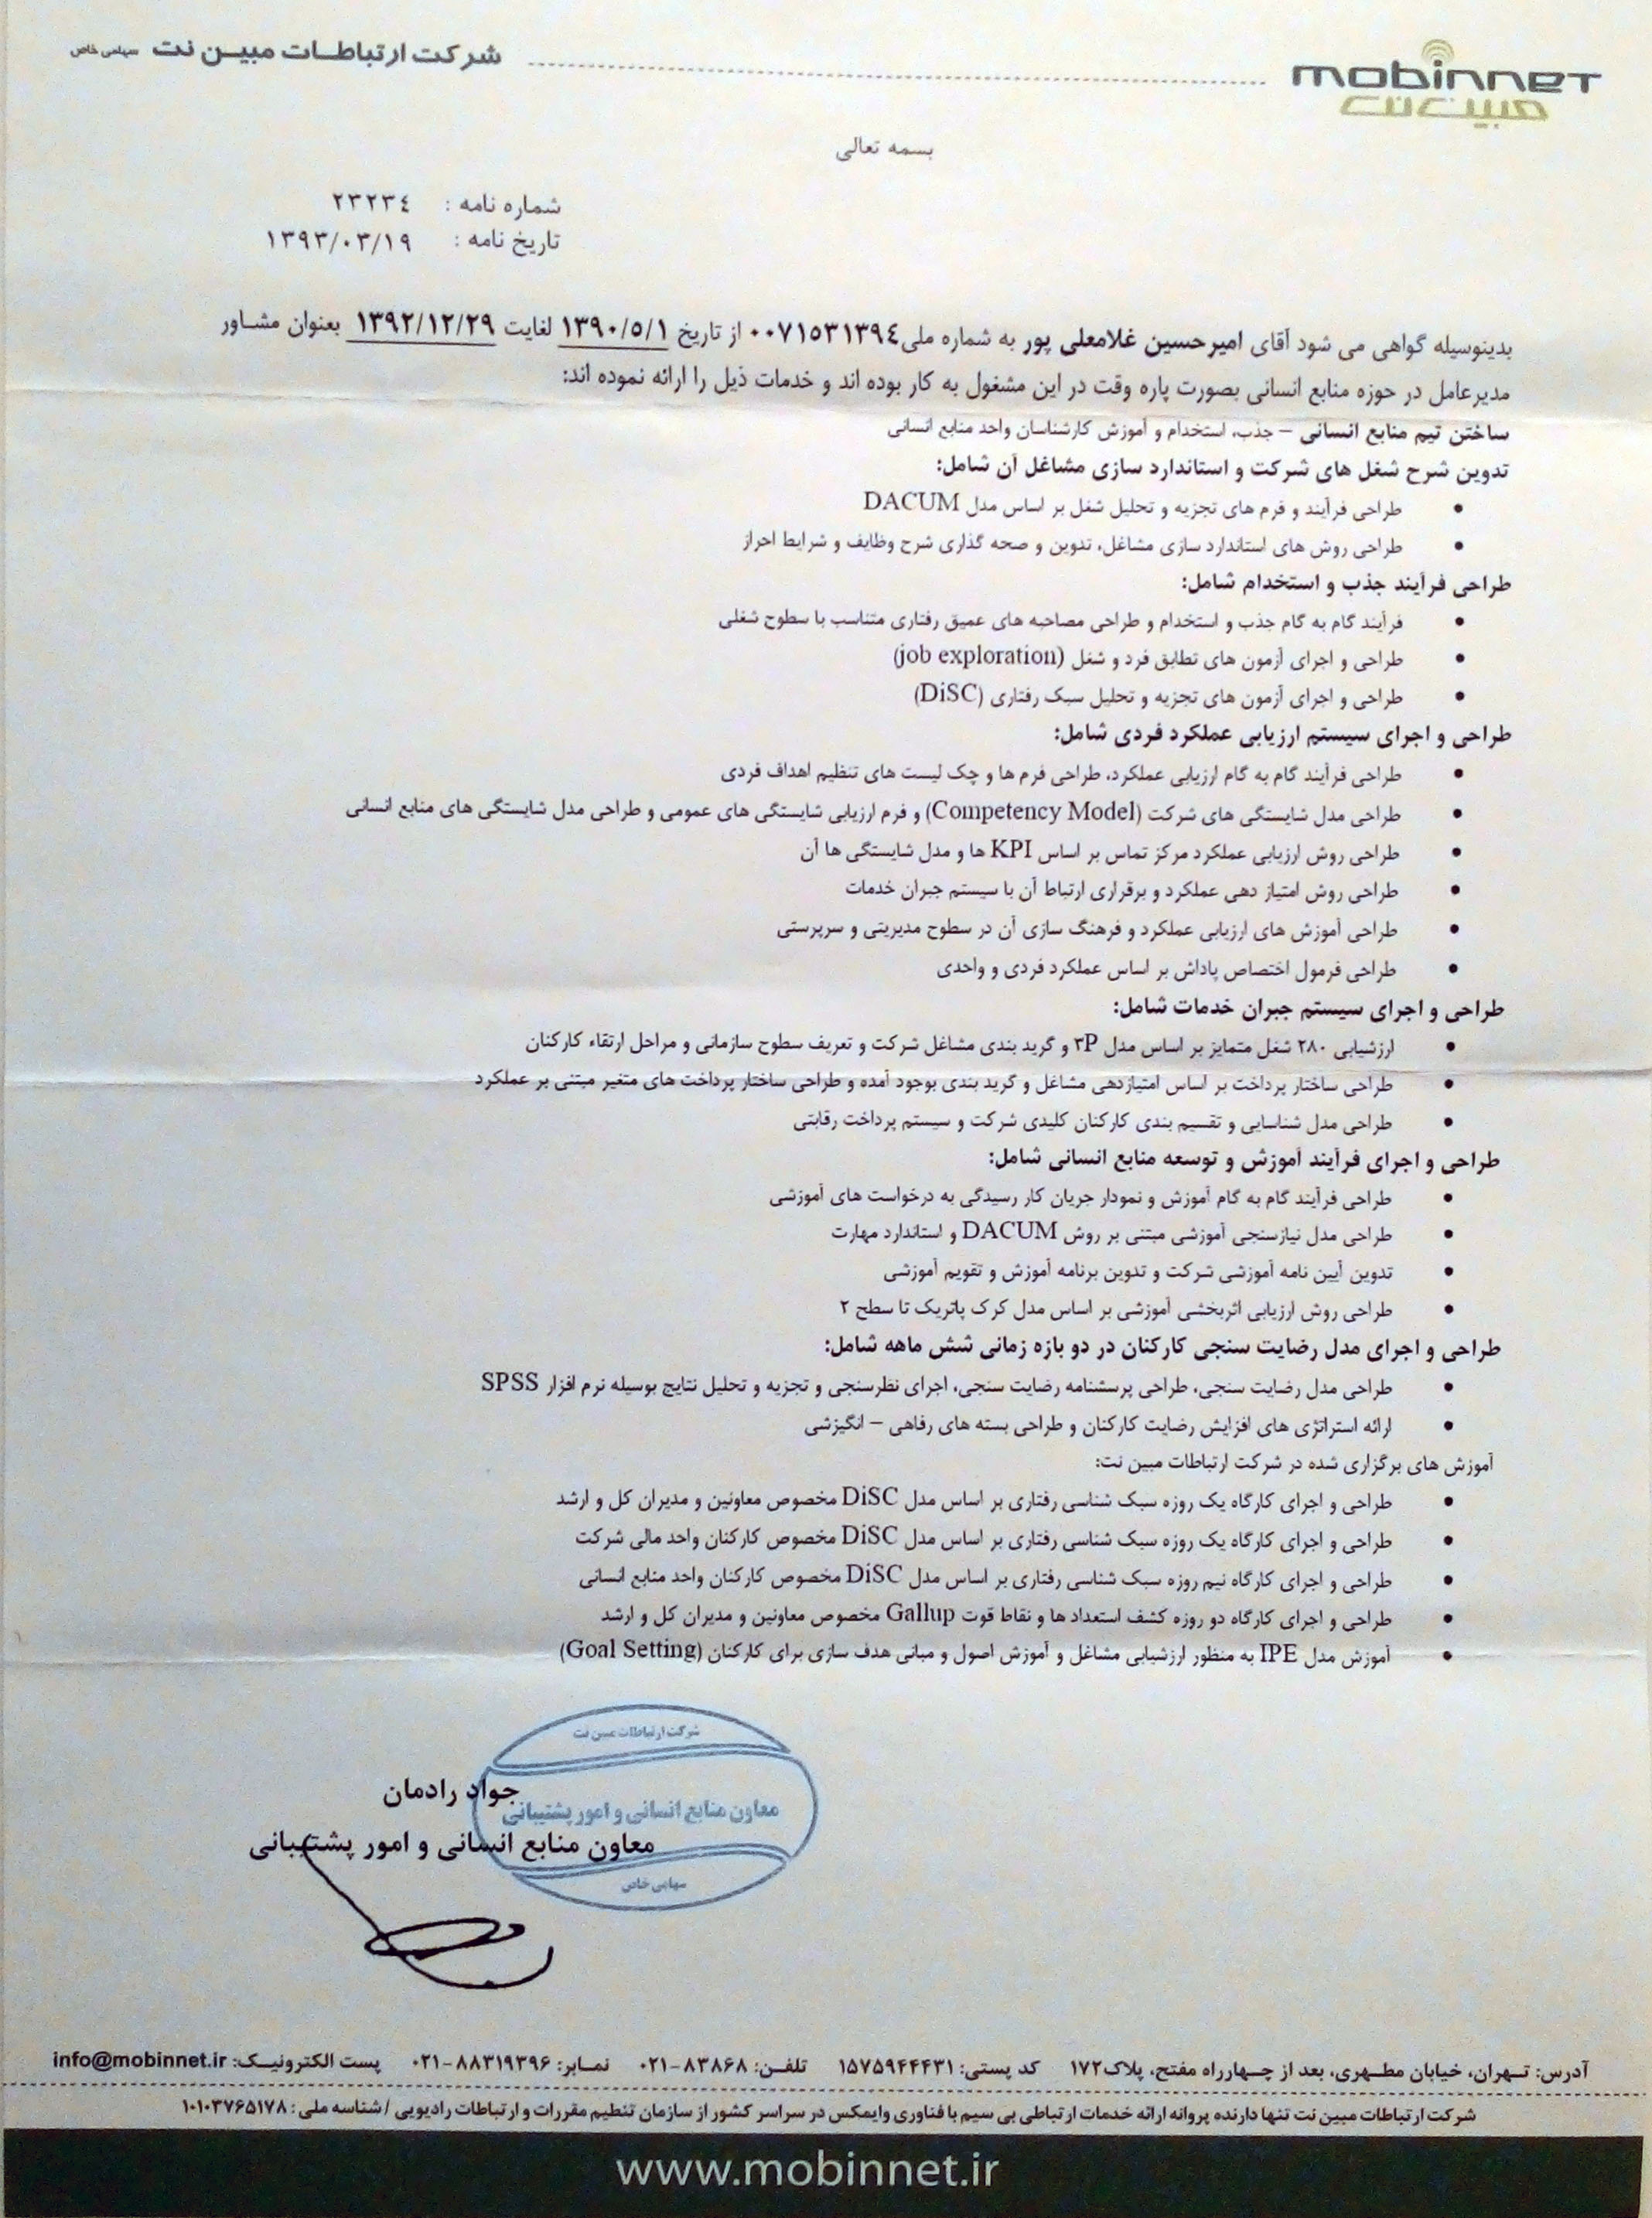 شرکت ارتباطات مبین نت سهامی خاص
mobinnet
مبین نت
بسمه تعالی
شماره نامه : ۲۳۲۳٤
تاریخ نامه : ۱۳۹۳/۰۳/۱۹
بدینوسیله گواهی می شود آقای امیرحسین غلامعلی پور به شماره ملی ۰۰۷۱٥۳۱۳۹٤ از تاریخ ۱۳۹۰/٥/۱ لغایت ۱۳۹۲/۱۲/۲۹ بعنوان مشاور
مدیرعامل در حوزه منابع انسانی بصورت پاره وقت در این مشغول به کار بوده اند و خدمات ذیل را ارائه نموده اند:
ساختن تیم منابع انسانی – جذب، استخدام و آموزش کارشناسان واحد منابع انسانی
تدوین شرح شغل های شرکت و استاندارد سازی مشاغل آن شامل:
• طراحی فرآیند و فرم های تجزیه و تحلیل شغل بر اساس مدل DACUM
• طراحی روش های استاندارد سازی مشاغل، تدوین و صحه گذاری شرح وظایف و شرایط احراز
طراحی فرآیند جذب و استخدام شامل:
• فرآیند گام به گام جذب و استخدام و طراحی مصاحبه های عمیق رفتاری متناسب با سطوح شغلی
• طراحی و اجرای آزمون های تطابق فرد و شغل (job exploration)
• طراحی و اجرای آزمون های تجزیه و تحلیل سبک رفتاری (DiSC)
طراحی و اجرای سیستم ارزیابی عملکرد فردی شامل:
• طراحی فرآیند گام به گام ارزیابی عملکرد، طراحی فرم ها و چک لیست های تنظیم اهداف فردی
• طراحی مدل شایستگی های شرکت (Competency Model) و فرم ارزیابی شایستگی های عمومی و طراحی مدل شایستگی های منابع انسانی
• طراحی روش ارزیابی عملکرد مرکز تماس بر اساس KPI ها و مدل شایستگی ها آن
• طراحی روش امتیاز دهی عملکرد و برقراری ارتباط آن با سیستم جبران خدمات
• طراحی آموزش های ارزیابی عملکرد و فرهنگ سازی آن در سطوح مدیریتی و سرپرستی
• طراحی فرمول اختصاص پاداش بر اساس عملکرد فردی و واحدی
طراحی و اجرای سیستم جبران خدمات شامل:
• ارزشیابی ۲۸۰ شغل متمایز بر اساس مدل ۳P و گرید بندی مشاغل شرکت و تعریف سطوح سازمانی و مراحل ارتقاء کارکنان
• طراحی ساختار پرداخت بر اساس امتیازدهی مشاغل و گرید بندی بوجود آمده و طراحی ساختار پرداخت های متغیر مبتنی بر عملکرد
• طراحی مدل شناسایی و تقسیم بندی کارکنان کلیدی شرکت و سیستم پرداخت رقابتی
طراحی و اجرای فرآیند آموزش و توسعه منابع انسانی شامل:
• طراحی فرآیند گام به گام آموزش و نمودار جریان کار رسیدگی به درخواست های آموزشی
• طراحی مدل نیازسنجی آموزشی مبتنی بر روش DACUM و استاندارد مهارت
• تدوین آیین نامه آموزشی شرکت و تدوین برنامه آموزش و تقویم آموزشی
• طراحی روش ارزیابی اثربخشی آموزشی بر اساس مدل کرک پاتریک تا سطح ۲
طراحی و اجرای مدل رضایت سنجی کارکنان در دو بازه زمانی شش ماهه شامل:
• طراحی مدل رضایت سنجی، طراحی پرسشنامه رضایت سنجی، اجرای نظرسنجی و تجزیه و تحلیل نتایج بوسیله نرم افزار SPSS
• ارائه استراتژی های افزایش رضایت کارکنان و طراحی بسته های رفاهی – انگیزشی
آموزش های برگزاری شده در شرکت ارتباطات مبین نت:
• طراحی و اجرای کارگاه یک روزه سبک شناسی رفتاری بر اساس مدل DiSC مخصوص معاونین و مدیران کل و ارشد
• طراحی و اجرای کارگاه یک روزه سبک شناسی رفتاری بر اساس مدل DiSC مخصوص کارکنان واحد مالی شرکت
• طراحی و اجرای کارگاه نیم روزه سبک شناسی رفتاری بر اساس مدل DiSC مخصوص کارکنان واحد منابع انسانی
• طراحی و اجرای کارگاه دو روزه کشف استعداد ها و نقاط قوت Gallup مخصوص معاونین و مدیران کل و ارشد
• آموزش مدل IPE به منظور ارزشیابی مشاغل و آموزش اصول و مبانی هدف سازی برای کارکنان (Goal Setting)
شرکت ارتباطات مبین نت
معاون منابع انسانی و امور پشتیبانی
سهامی خاص
جواد رادمان
معاون منابع انسانی و امور پشتیبانی
آدرس: تهران، خیابان مطهری، بعد از چهارراه مفتح، پلاک ۱۷۲ کد پستی: ۱۵۷۵۹۴۴۴۳۱ تلفن: ۸۳۸۶۸-۰۲۱ نمابر: ۸۸۳۱۹۳۹۶-۰۲۱ پست الکترونیک: info@mobinnet.ir
شرکت ارتباطات مبین نت تنها دارنده پروانه ارائه خدمات ارتباطی بی سیم با فناوری وایمکس در سراسر کشور از سازمان تنظیم مقررات و ارتباطات رادیویی / شناسه ملی : ۱۰۱۰۳۷۶۵۱۷۸
www.mobinnet.ir